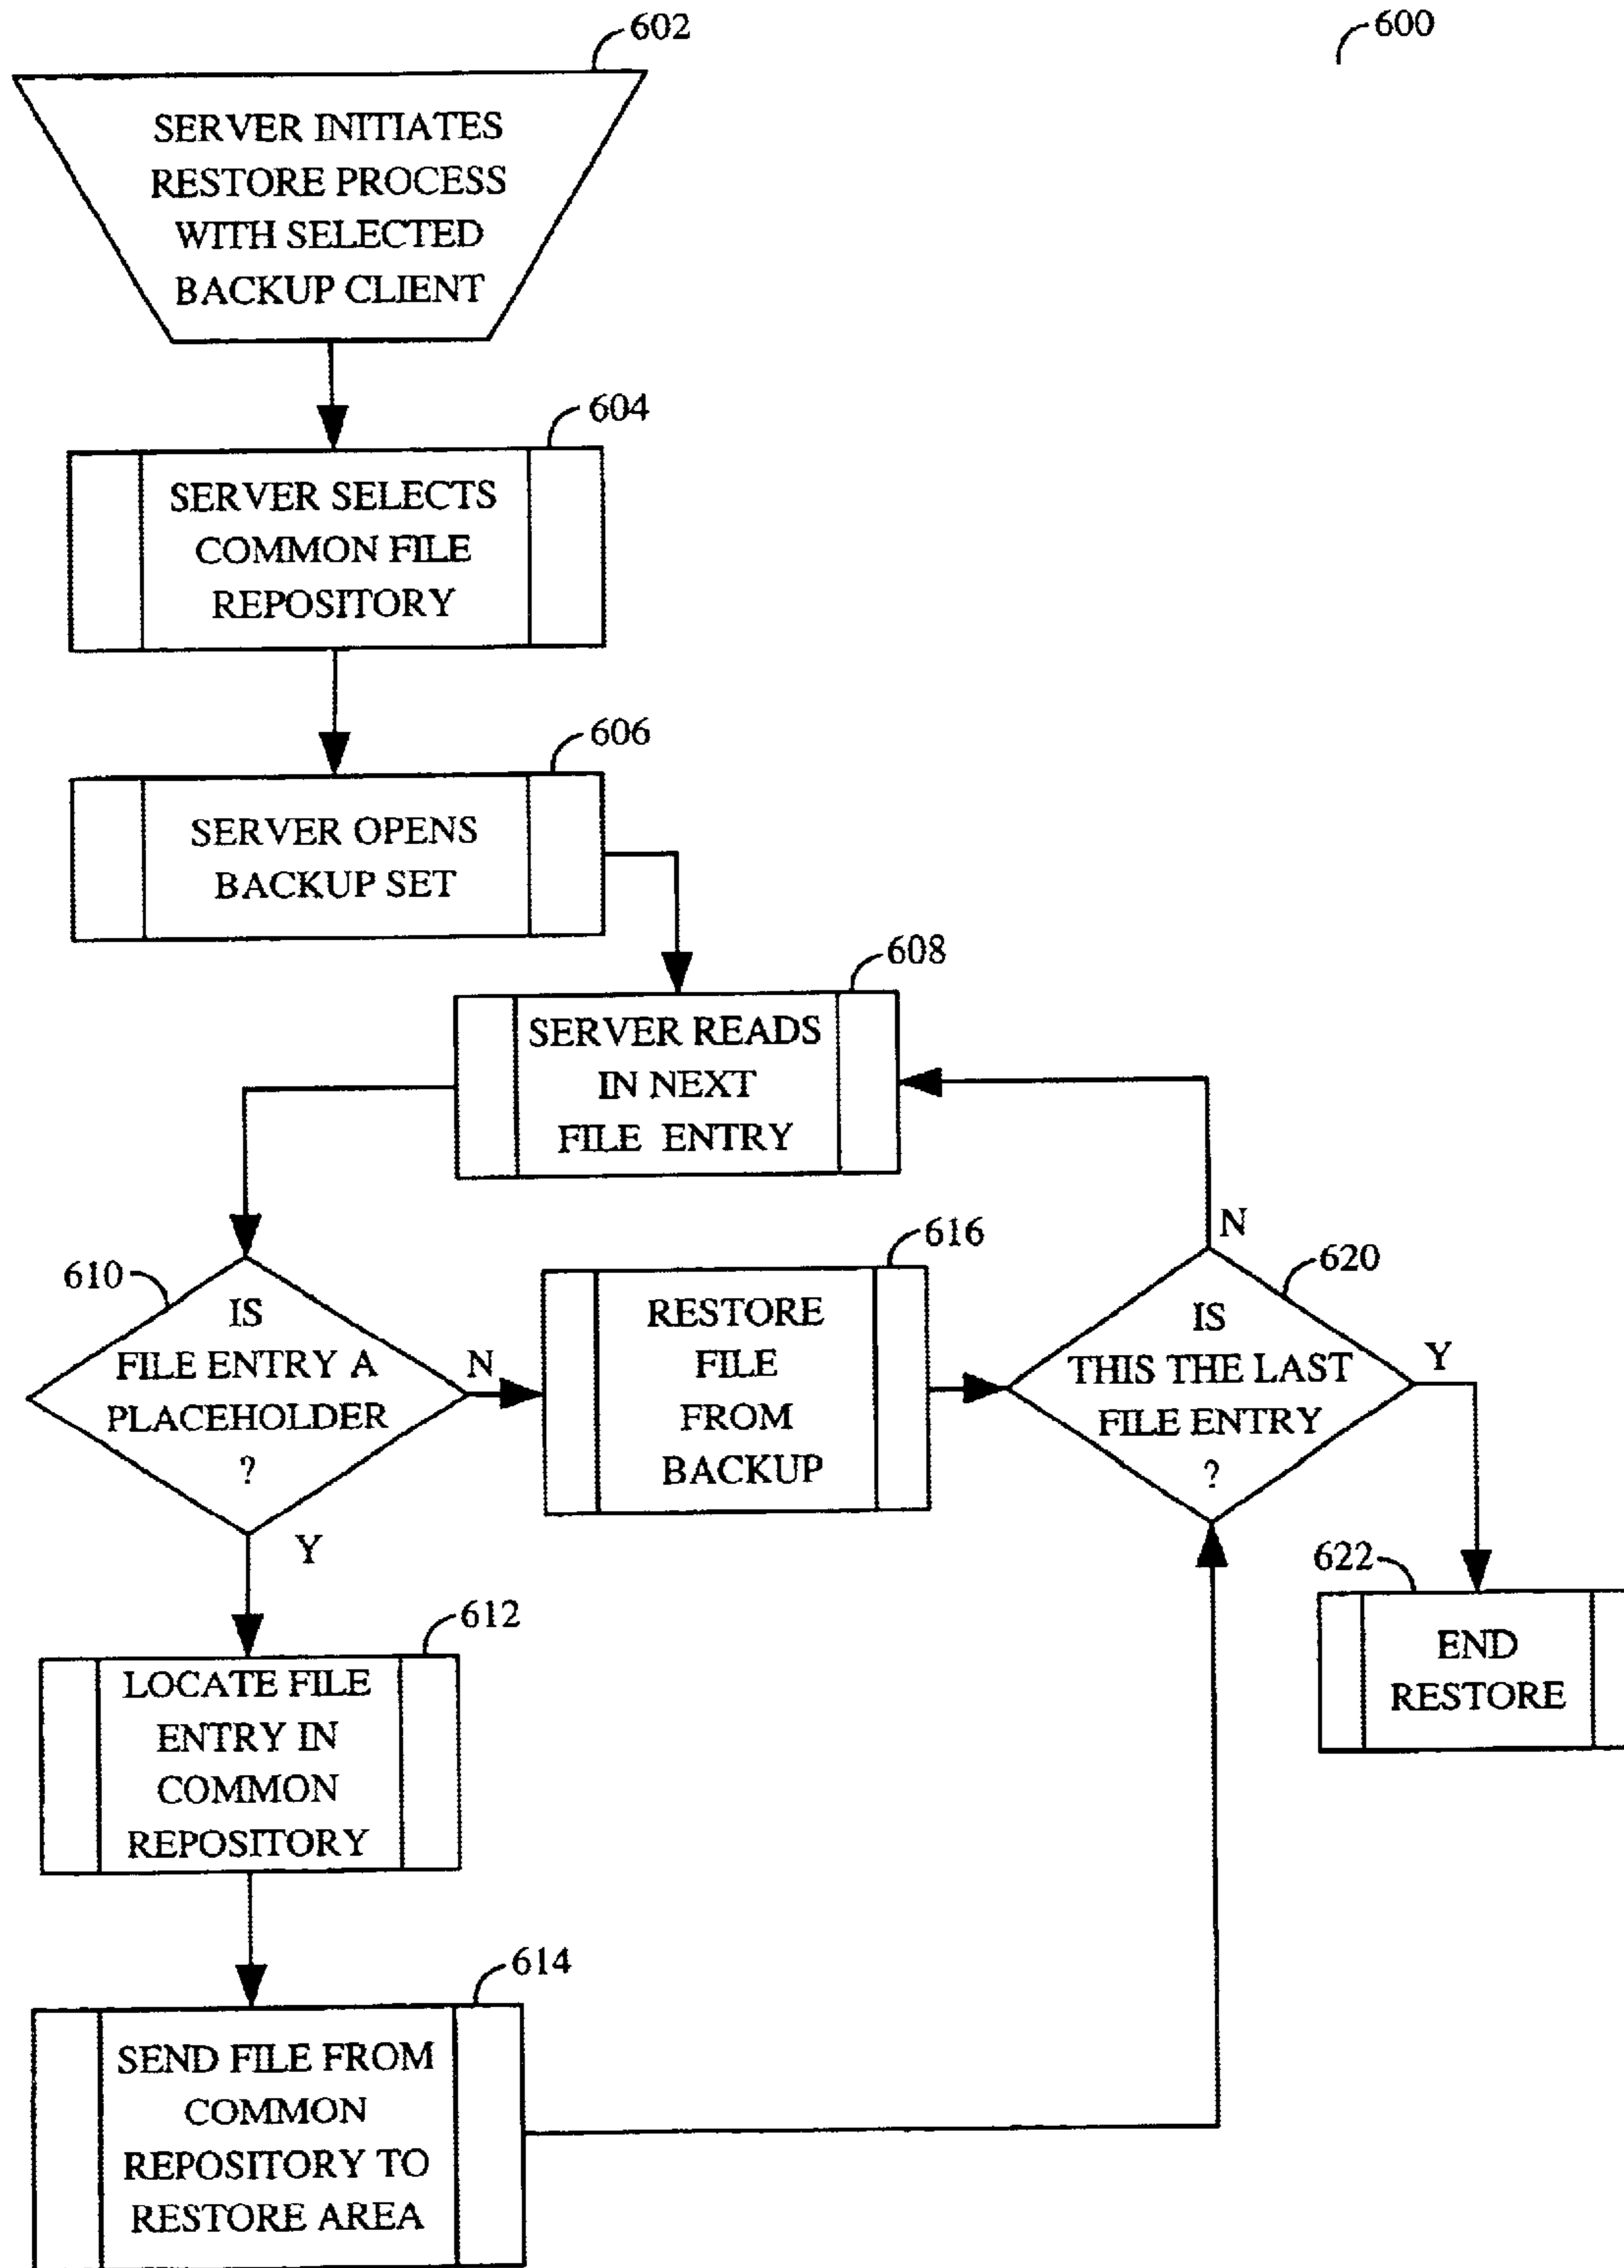 602
600
SERVER INITIATES
RESTORE PROCESS
WITH SELECTED
BACKUP CLIENT
604
SERVER SELECTS
COMMON FILE
REPOSITORY
606
SERVER OPENS
BACKUP SET
608
SERVER READS
IN NEXT
FILE ENTRY
610
IS
FILE ENTRY A
PLACEHOLDER
?
N
Y
616
RESTORE
FILE
FROM
BACKUP
620
N
IS
THIS THE LAST
FILE ENTRY
?
Y
622
END
RESTORE
612
LOCATE FILE
ENTRY IN
COMMON
REPOSITORY
614
SEND FILE FROM
COMMON
REPOSITORY TO
RESTORE AREA